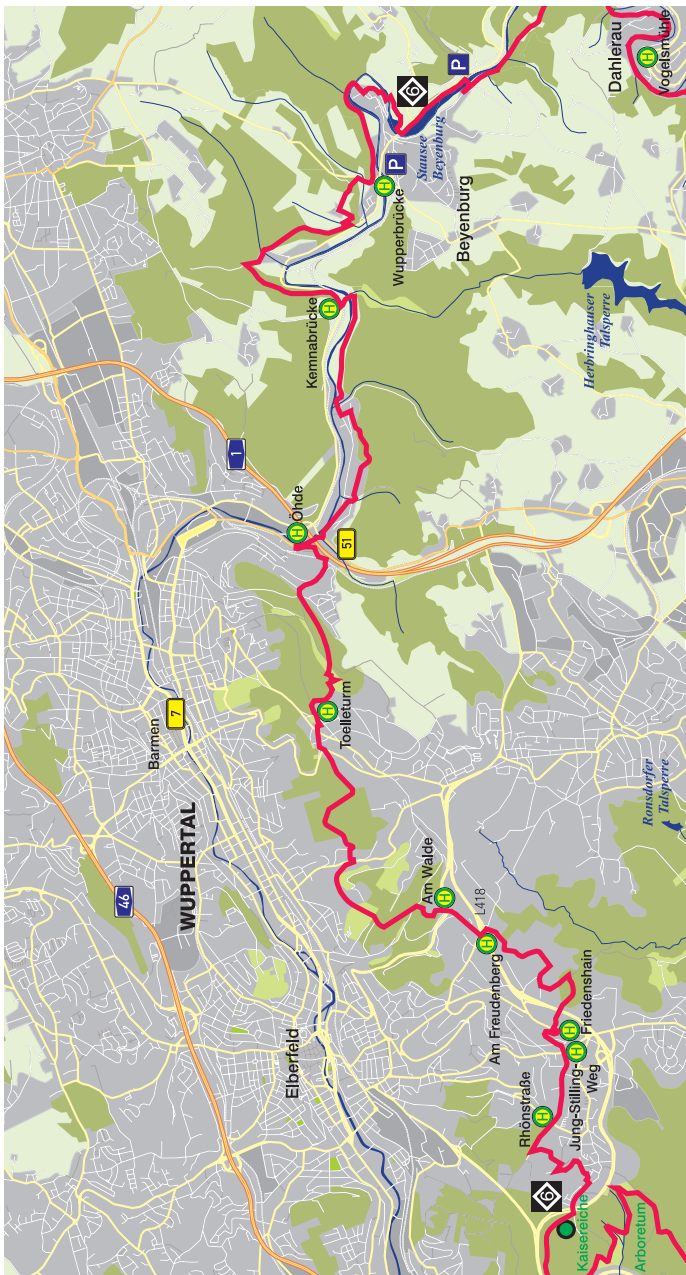 Dahlerau
H
Vogelsmühle
P
6
Stausee
Beyenburg
P
H
Wupperbrücke
Beyenburg
H
Kemnabrücke
Herbringhauser
Talsperre
1
H
Öhde
51
H
Toelleturm
7
Barmen
Ronsdorfer
Talsperre
WUPPERTAL
46
H
Am Walde
L418
H
Am Freudenberg
Elberfeld
H
Friedenshain
H
Jung-Stilling-
Weg
H
Rhönstraße
6
Kaisereiche
Arboretum